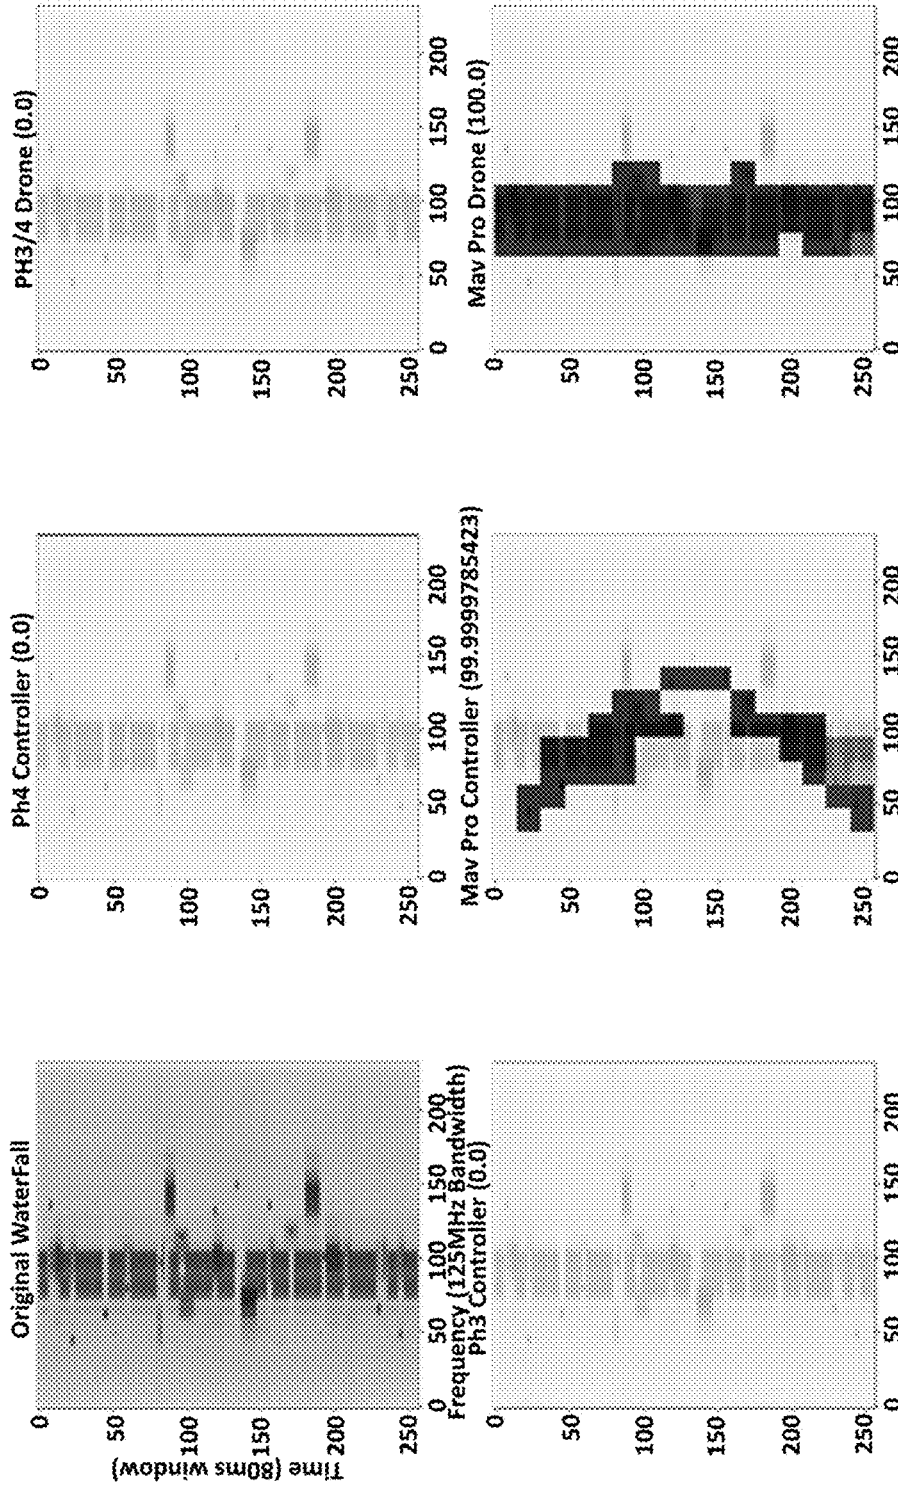 Original WaterFall
0
50
100
150
200
250
Time (80ms window)
0 50 100 150 200
Frequency (125MHz Bandwidth)
Ph4 Controller (0.0)
0
50
100
150
200
250
0 50 100 150 200
PH3/4 Drone (0.0)
0
50
100
150
200
250
0 50 100 150 200
Ph3 Controller (0.0)
0
50
100
150
200
250
0 50 100 150 200
Mav Pro Controller (99.9999785423)
0
50
100
150
200
250
0 50 100 150 200
Mav Pro Drone (100.0)
0
50
100
150
200
250
0 50 100 150 200